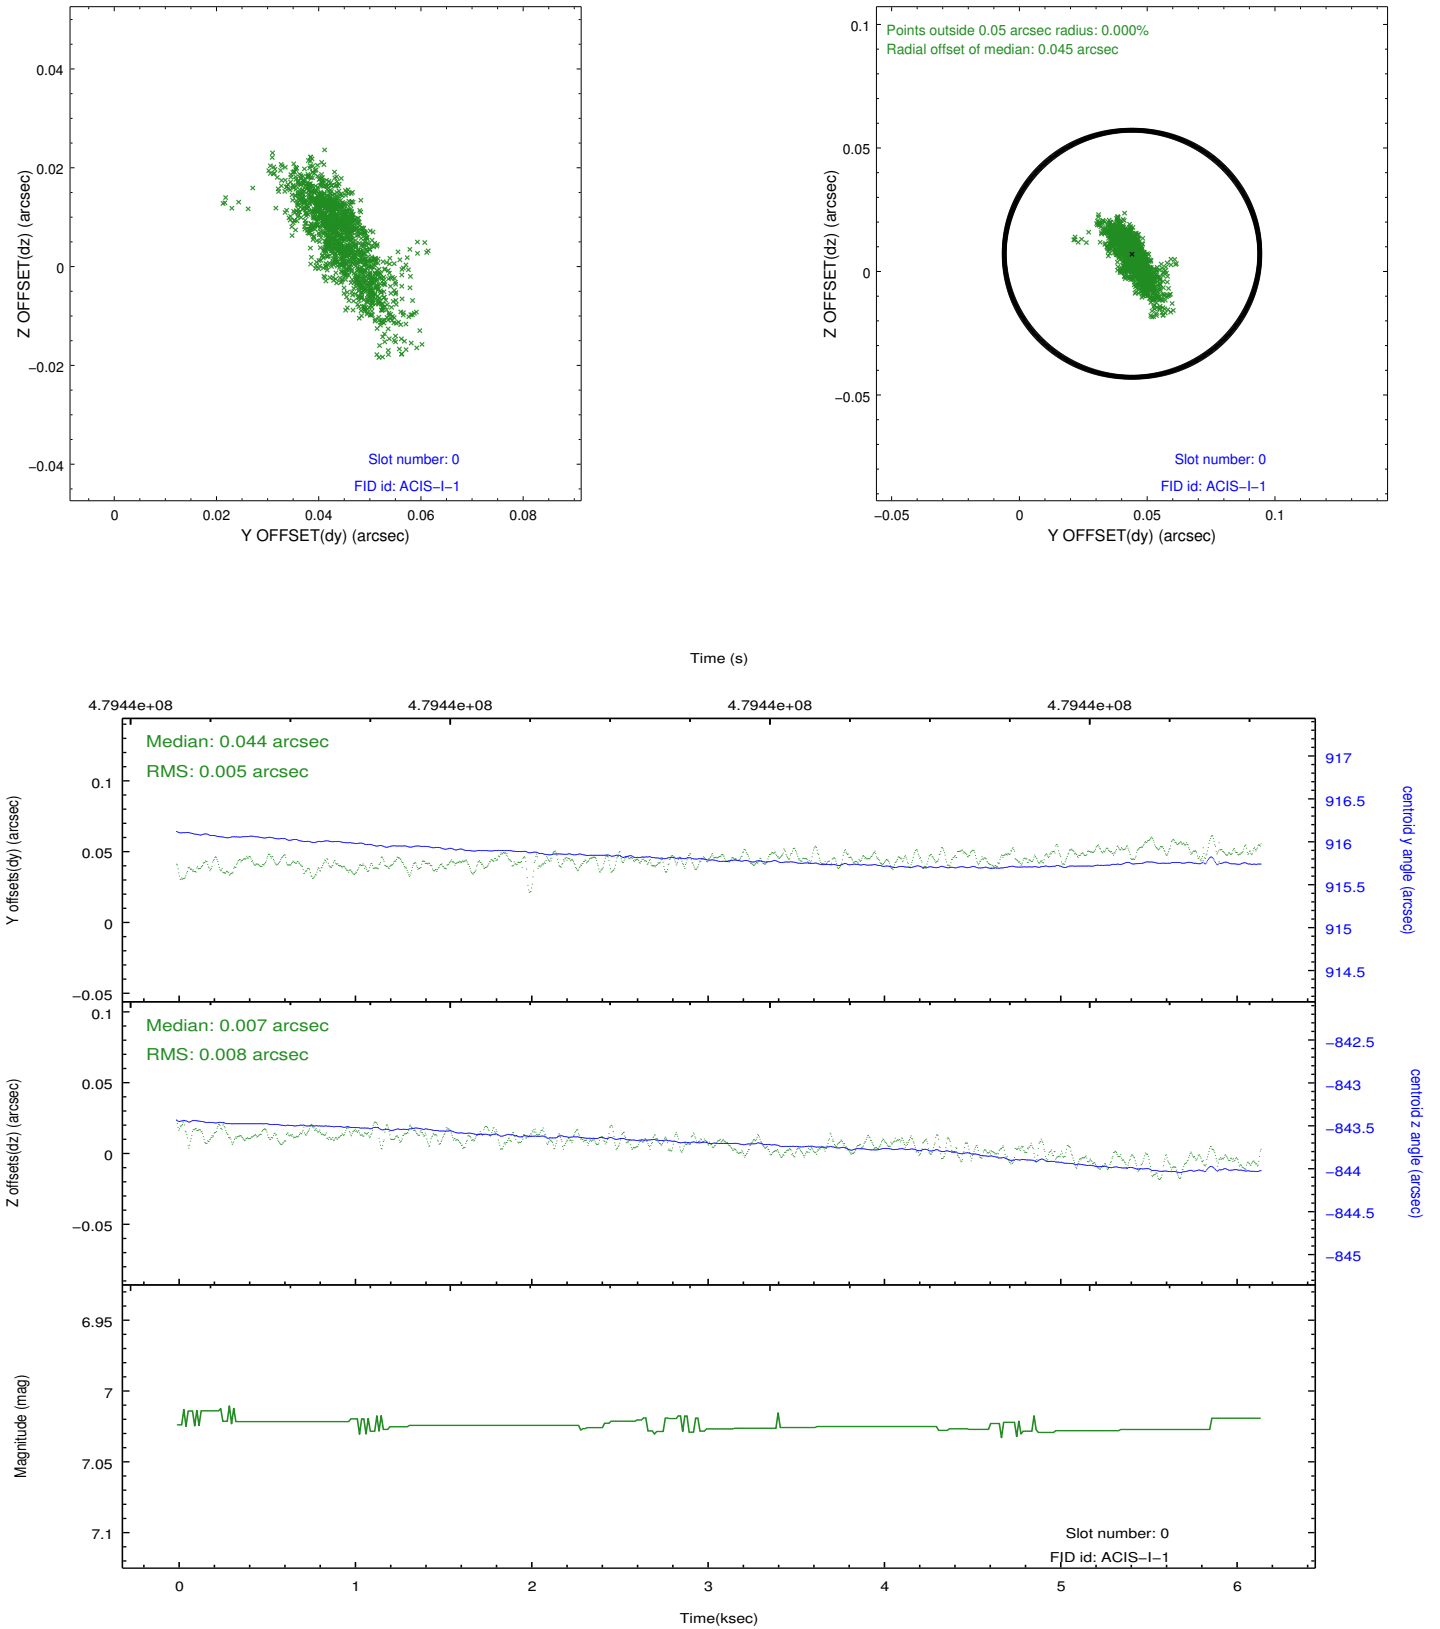 0.04
0.02
0
−0.02
−0.04
Z OFFSET(dz) (arcsec)
Slot number: 0
FID id: ACIS−I−1
0
0.02
0.04
0.06
0.08
Y OFFSET(dy) (arcsec)
Points outside 0.05 arcsec radius: 0.000%
Radial offset of median: 0.045 arcsec
0.1
0.05
0
−0.05
Z OFFSET(dz) (arcsec)
Slot number: 0
FID id: ACIS−I−1
−0.05
0
0.05
0.1
Y OFFSET(dy) (arcsec)
Time (s)
4.7944e+08
4.7944e+08
4.7944e+08
4.7944e+08
Median: 0.044 arcsec
RMS: 0.005 arcsec
0.1
0.05
0
−0.05
Y offsets(dy) (arcsec)
917
916.5
916
915.5
915
914.5
centroid y angle (arcsec)
Median: 0.007 arcsec
RMS: 0.008 arcsec
0.1
0.05
0
−0.05
Z offsets(dz) (arcsec)
−842.5
−843
−843.5
−844
−844.5
−845
centroid z angle (arcsec)
6.95
7
7.05
7.1
Magnitude (mag)
Slot number: 0
FID id: ACIS−I−1
0
1
2
3
4
5
6
Time(ksec)